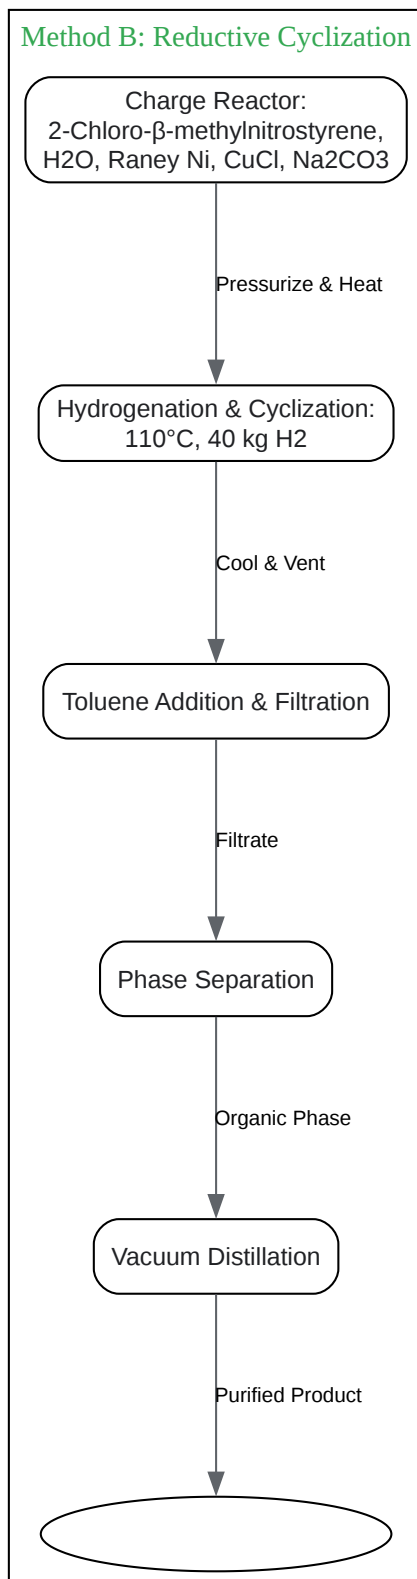 Method B: Reductive Cyclization
Charge Reactor:
2-Chloro-β-methylnitrostyrene,
H2O, Raney Ni, CuCl, Na2CO3
Pressurize & Heat
Hydrogenation & Cyclization:
110°C, 40 kg H2
Cool & Vent
Toluene Addition & Filtration
Filtrate
Phase Separation
Organic Phase
Vacuum Distillation
Purified Product